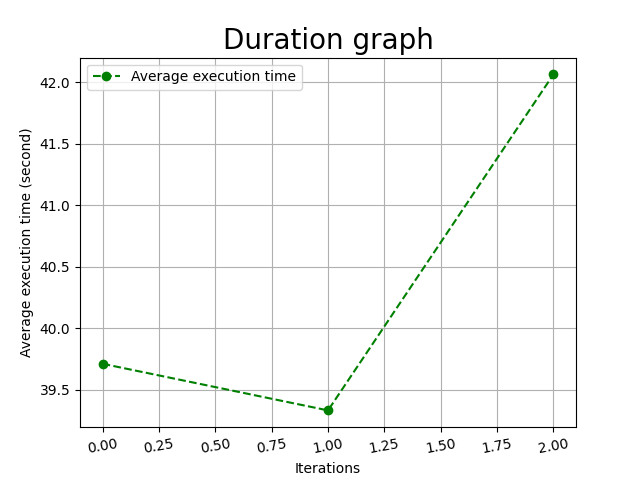 Duration graph
Average execution time
Average execution time (second)
42.0
41.5
41.0
40.5
40.0
39.5
0.00 0.25 0.50 0.75 1.00 1.25 1.50 1.75 2.00
Iterations